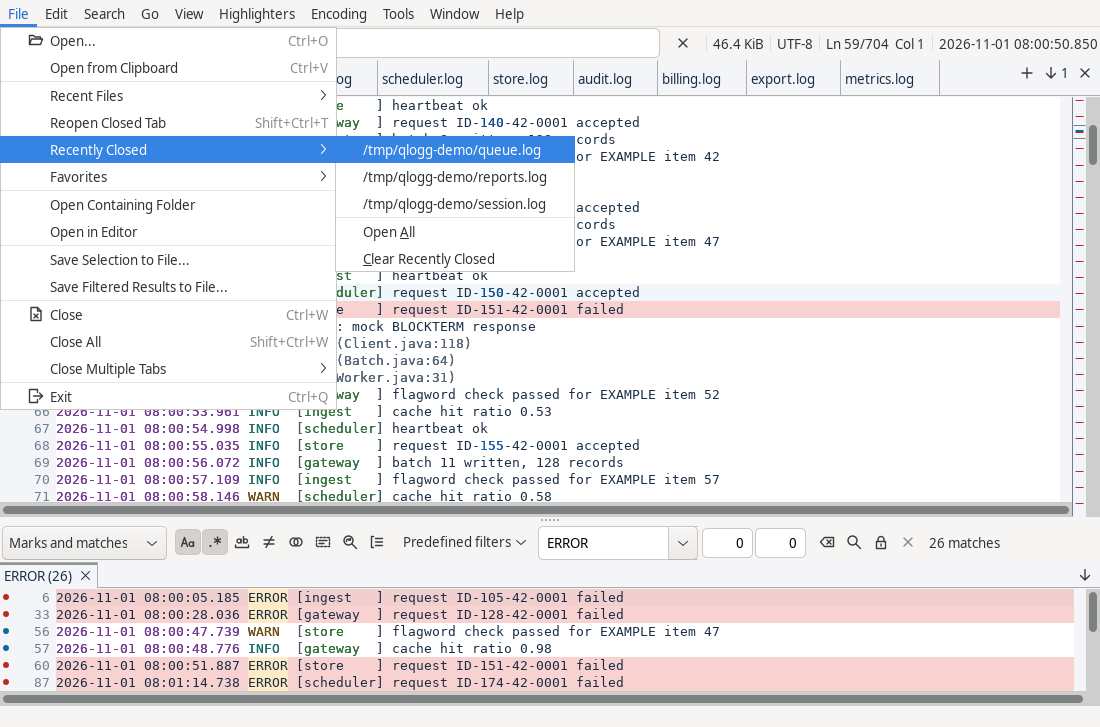 File Edit Search Go View Highlighters Encoding Tools Window Help
46.4 KiB UTF-8 Ln 59/704 Col 1 2026-11-01 08:00:50.850
og scheduler.log store.log audit.log billing.log export.log metrics.log 1
Open... Ctrl+O
Open from Clipboard Ctrl+V
Recent Files
Reopen Closed Tab Shift+Ctrl+T
Recently Closed
Favorites
Open Containing Folder
Open in Editor
Save Selection to File...
Save Filtered Results to File...
Close Ctrl+W
Close All Shift+Ctrl+W
Close Multiple Tabs
Exit Ctrl+Q
/tmp/qlogg-demo/queue.log
/tmp/qlogg-demo/reports.log
/tmp/qlogg-demo/session.log
Open All
Clear Recently Closed
e ] heartbeat ok
way ] request ID-140-42-0001 accepted
cords
or EXAMPLE item 42
accepted
cords
or EXAMPLE item 47
st ] heartbeat ok
duler] request ID-150-42-0001 accepted
e ] request ID-151-42-0001 failed
: mock BLOCKTERM response
(Client.java:118)
(Batch.java:64)
Worker.java:31)
way ] flagword check passed for EXAMPLE item 52
66 2026-11-01 08:00:53.961 INFO [ingest ] cache hit ratio 0.53
67 2026-11-01 08:00:54.998 INFO [scheduler] heartbeat ok
68 2026-11-01 08:00:55.035 INFO [store ] request ID-155-42-0001 accepted
69 2026-11-01 08:00:56.072 INFO [gateway ] batch 11 written, 128 records
70 2026-11-01 08:00:57.109 INFO [ingest ] flagword check passed for EXAMPLE item 57
71 2026-11-01 08:00:58.146 WARN [scheduler] cache hit ratio 0.58
Marks and matches Aa .* ab Predefined filters ERROR 0 0 26 matches
ERROR (26)
6 2026-11-01 08:00:05.185 ERROR [ingest ] request ID-105-42-0001 failed
33 2026-11-01 08:00:28.036 ERROR [gateway ] request ID-128-42-0001 failed
56 2026-11-01 08:00:47.739 WARN [store ] flagword check passed for EXAMPLE item 47
57 2026-11-01 08:00:48.776 INFO [gateway ] cache hit ratio 0.98
60 2026-11-01 08:00:51.887 ERROR [store ] request ID-151-42-0001 failed
87 2026-11-01 08:01:14.738 ERROR [scheduler] request ID-174-42-0001 failed